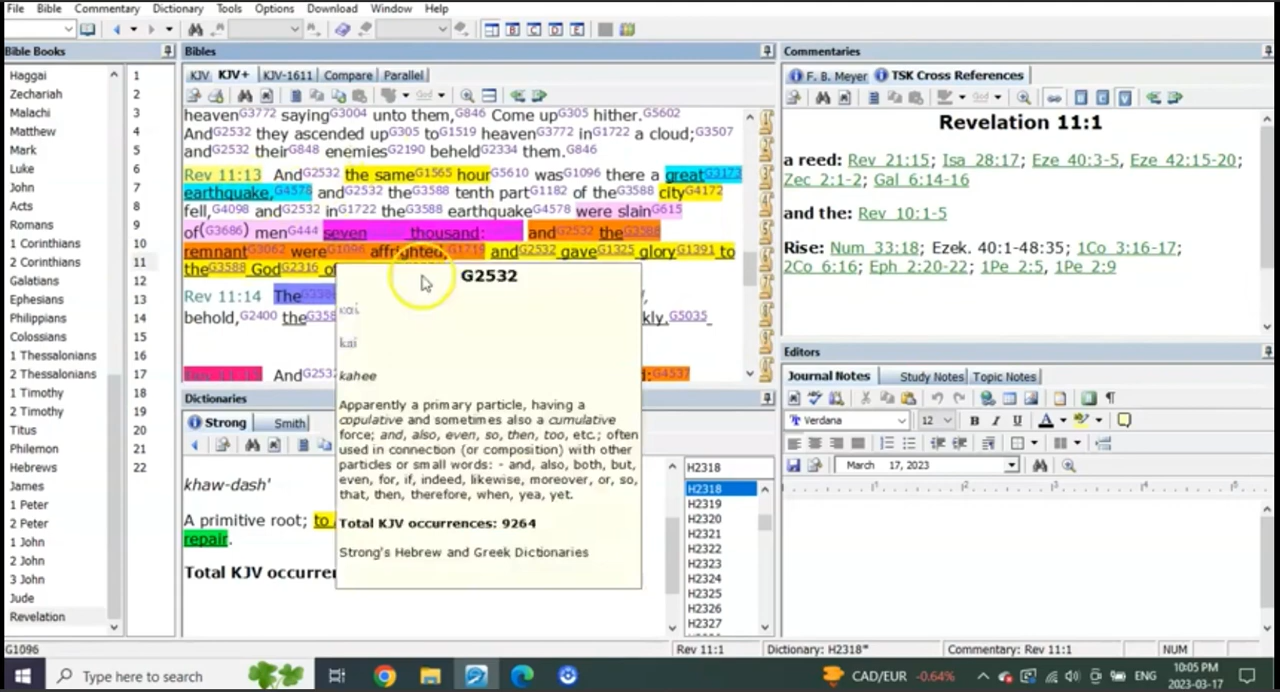 File Bible Commentary Dictionary Tools Options Download Window Help
Bible Books
Haggai
Zechariah
Malachi
Matthew
Mark
Luke
John
Acts
Romans
1 Corinthians
2 Corinthians
Galatians
Ephesians
Philippians
Colossians
1 Thessalonians
2 Thessalonians
1 Timothy
2 Timothy
Titus
Philemon
Hebrews
James
1 Peter
2 Peter
1 John
2 John
3 John
Jude
Revelation
1
2
3
4
5
6
7
8
9
10
11
12
13
14
15
16
17
18
19
20
21
22
Bibles
KJV KJV+ KJV-1611 Compare Parallel
heavenG3772 sayingG3004 unto them,G846 Come upG305 hither.G5602
AndG2532 they ascended upG305 toG1519 heavenG3772 inG1722 a cloud;G3507
andG2532 theirG848 enemiesG2190 beheldG2334 them.G846
Rev 11:13 AndG2532 the sameG1565 hourG5610 wasG1096 there a greatG3173
earthquake,G4578 andG2532 theG3588 tenth partG1182 of theG3588 cityG4172
fell,G4098 andG2532 inG1722 theG3588 earthquakeG4578 were slainG615
of(G3686) menG444 seven thousand: andG2532 theG3588
remnantG3062 wereG1096 affrighted,G1719 andG2532 gaveG1325 gloryG1391 to
theG3588 GodG2316 of
Rev 11:14 The
behold,G2400 theG358 kly.G5035
AndG2532 d:G4537
G2532
καί
kai
kahee
Apparently a primary particle, having a
copulative and sometimes also a cumulative
force; and, also, even, so, then, too, etc.; often
used in connection (or composition) with other
particles or small words: - and, also, both, but,
even, for, if, indeed, likewise, moreover, or, so,
that, then, therefore, when, yea, yet.
Total KJV occurrences: 9264
Strong's Hebrew and Greek Dictionaries
Dictionaries
Strong Smith
khaw-dash'
A primitive root; to
repair.
Total KJV occurrer
H2318
H2318
H2319
H2320
H2321
H2322
H2323
H2324
H2325
H2326
H2327
Commentaries
F. B. Meyer TSK Cross References
Revelation 11:1
a reed: Rev 21:15; Isa 28:17; Eze 40:3-5, Eze 42:15-20;
Zec 2:1-2; Gal 6:14-16
and the: Rev 10:1-5
Rise: Num 33:18; Ezek. 40:1-48:35; 1Co 3:16-17;
2Co 6:16; Eph 2:20-22; 1Pe 2:5, 1Pe 2:9
Editors
Journal Notes Study Notes Topic Notes
Verdana 12 B I U A
March 17, 2023
1 2 3 4 5
G1096 Rev 11:1 Dictionary: H2318* Commentary: Rev 11:1 NUM
Type here to search
CAD/EUR -0.64%
ENG
10:05 PM
2023-03-17